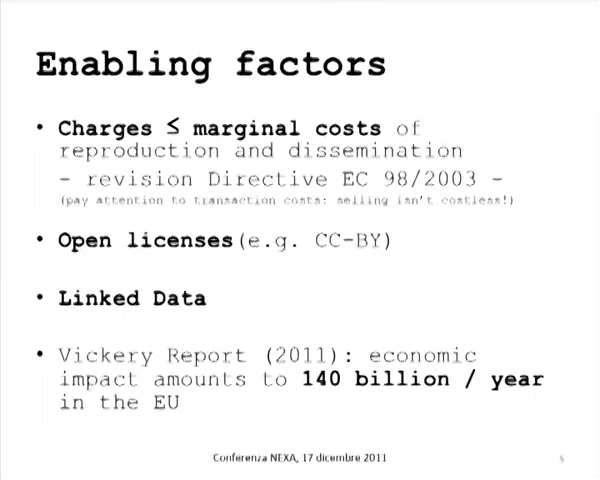 Enabling factors
• Charges ≤ marginal costs of
reproduction and dissemination
- revision Directive EC 98/2003 -
(pay attention to transaction costs: selling isn't costless!)
• Open licenses(e.g. CC-BY)
• Linked Data
• Vickery Report (2011): economic
impact amounts to 140 billion / year
in the EU
Conferenza NEXA, 17 dicembre 2011